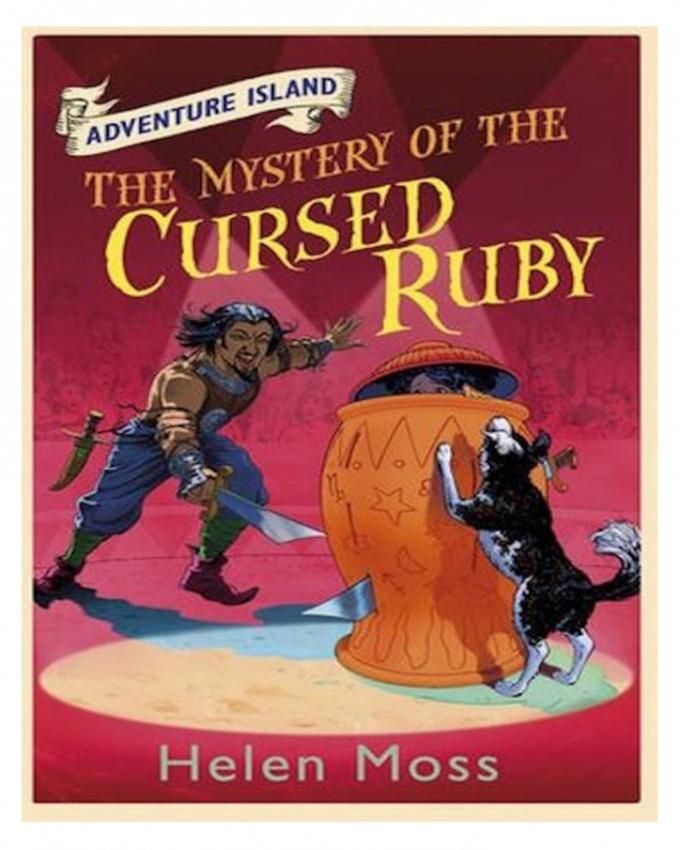 ADVENTURE ISLAND
THE MYSTERY OF THE
CURSED
RUBY
Helen Moss